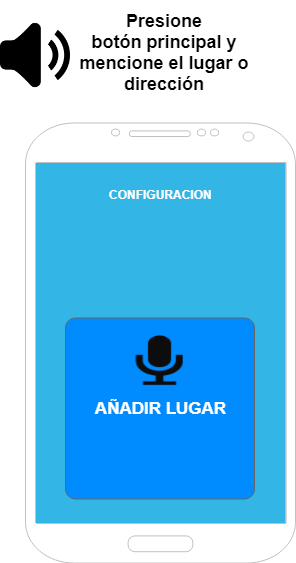 Presione
botón principal y
mencione el lugar o
dirección
CONFIGURACION
AÑADIR LUGAR